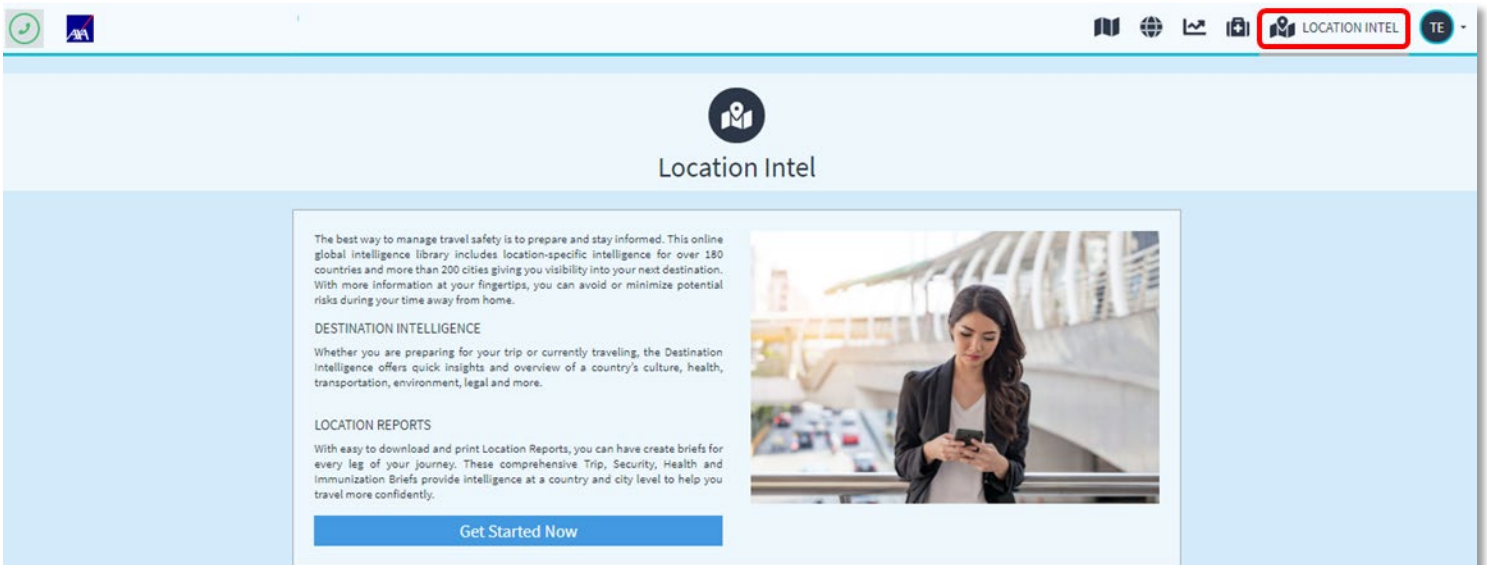 AXA
LOCATION INTEL
TE
Location Intel
The best way to manage travel safety is to prepare and stay informed. This online
global intelligence library includes location-specific intelligence for over 180
countries and more than 200 cities giving you visibility into your next destination.
With more information at your fingertips, you can avoid or minimize potential
risks during your time away from home.
DESTINATION INTELLIGENCE
Whether you are preparing for your trip or currently traveling, the Destination
Intelligence offers quick insights and overview of a country's culture, health,
transportation, environment, legal and more.
LOCATION REPORTS
With easy to download and print Location Reports, you can have create briefs for
every leg of your journey. These comprehensive Trip, Security, Health and
Immunization Briefs provide intelligence at a country and city level to help you
travel more confidently.
Get Started Now